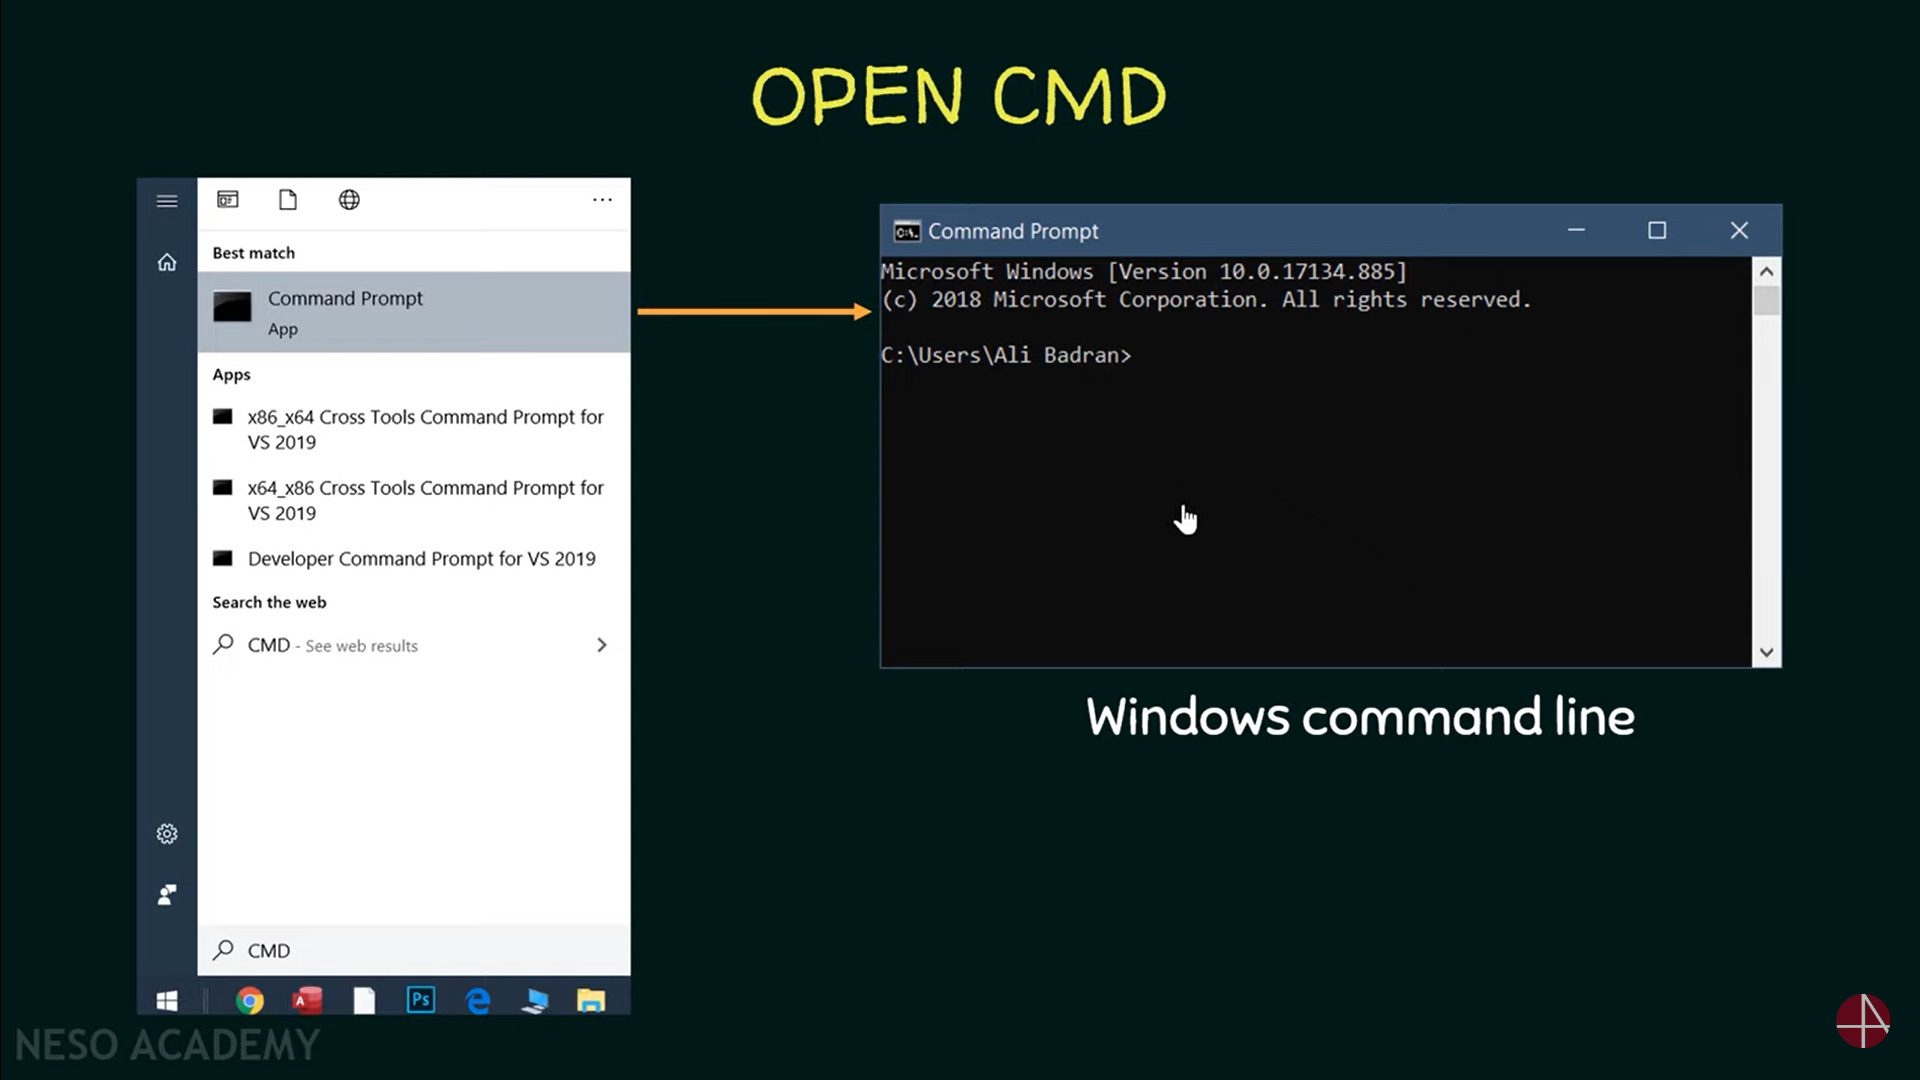 OPEN CMD
Best match
Command Prompt
App
Apps
x86_x64 Cross Tools Command Prompt for
VS 2019
x64_x86 Cross Tools Command Prompt for
VS 2019
Developer Command Prompt for VS 2019
Search the web
CMD - See web results
CMD
Ps
Command Prompt
Microsoft Windows [Version 10.0.17134.885]
(c) 2018 Microsoft Corporation. All rights reserved.
C:\Users\Ali Badran>
Windows command line
NESO ACADEMY